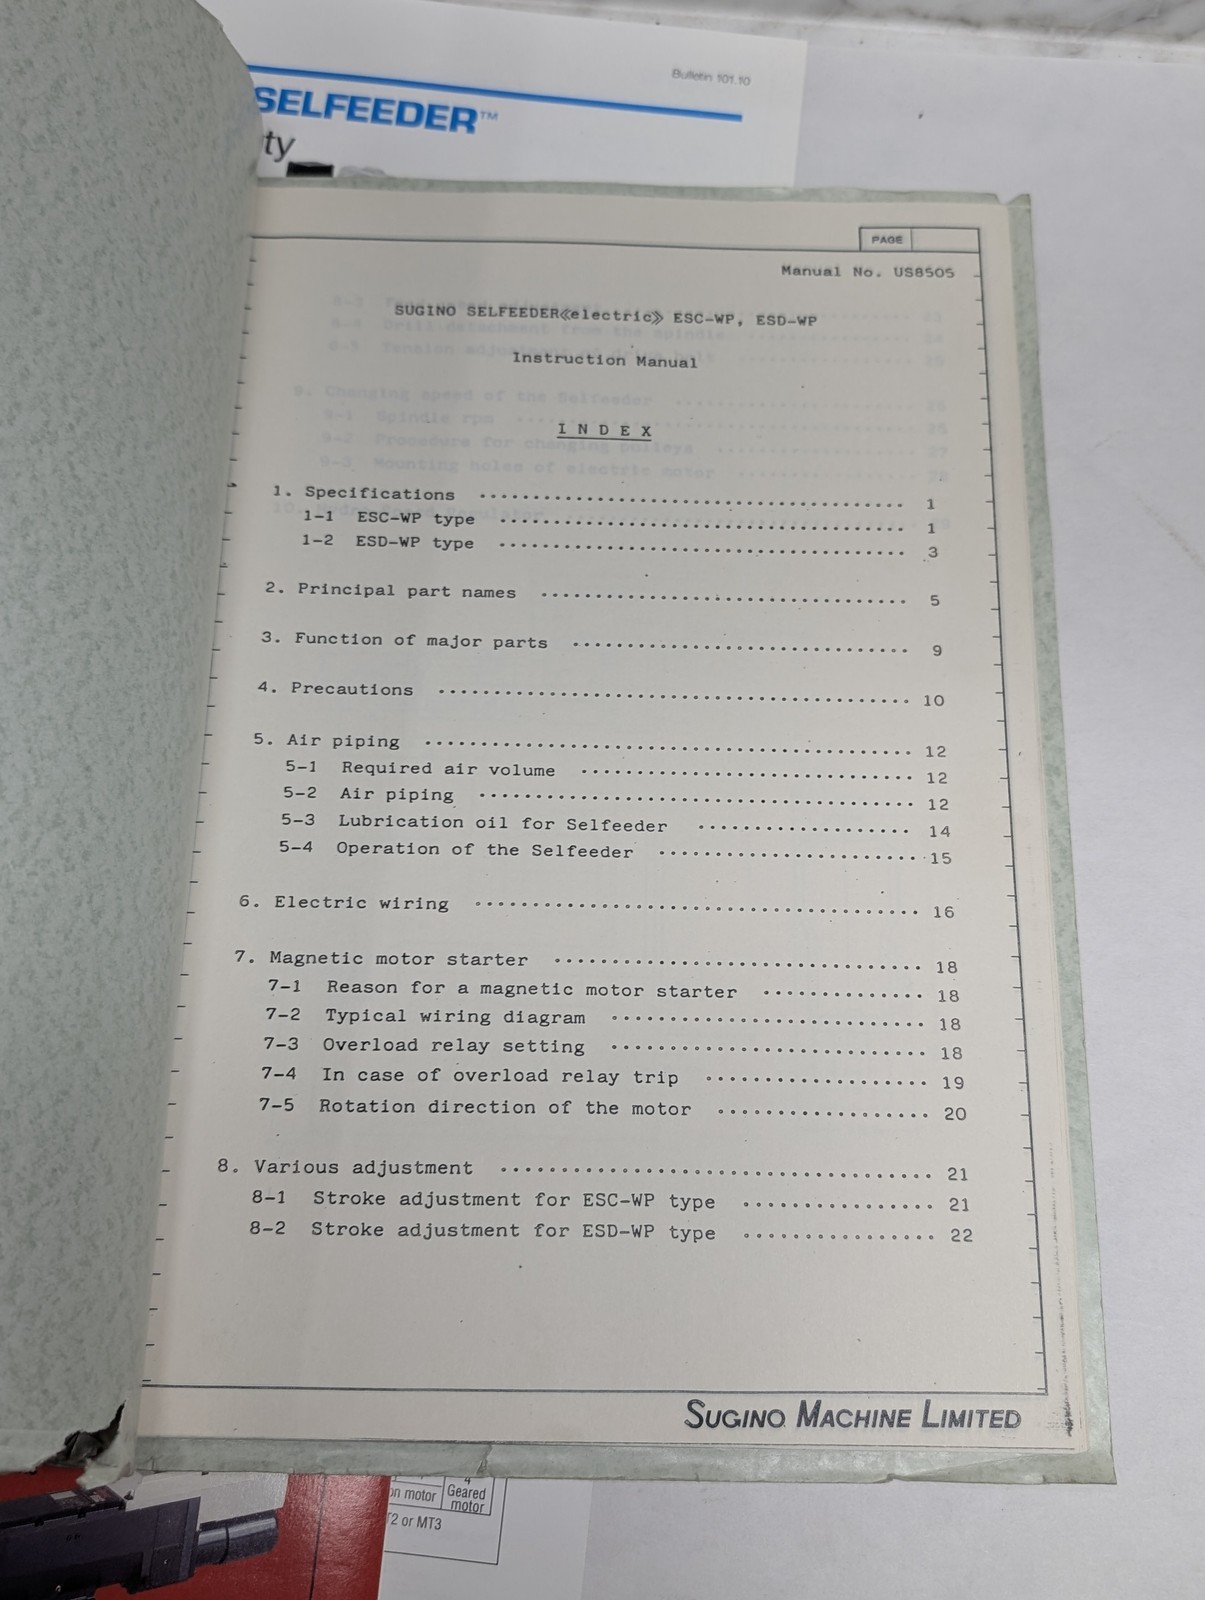 Bulletin 101.10
SELFEEDER™
ty
PAGE
Manual No. US8505
SUGINO SELFEEDER≪electric≫ ESC-WP, ESD-WP
Instruction Manual
INDEX
1. Specifications .......................................... 1
1-1 ESC-WP type ........................................ 1
1-2 ESD-WP type ........................................ 3
2. Principal part names .................................... 5
3. Function of major parts ................................. 9
4. Precautions ............................................. 10
5. Air piping .............................................. 12
5-1 Required air volume ................................ 12
5-2 Air piping ......................................... 12
5-3 Lubrication oil for Selfeeder ...................... 14
5-4 Operation of the Selfeeder ......................... 15
6. Electric wiring ......................................... 16
7. Magnetic motor starter .................................. 18
7-1 Reason for a magnetic motor starter ................ 18
7-2 Typical wiring diagram ............................. 18
7-3 Overload relay setting ............................. 18
7-4 In case of overload relay trip ..................... 19
7-5 Rotation direction of the motor .................... 20
8. Various adjustment ...................................... 21
8-1 Stroke adjustment for ESC-WP type .................. 21
8-2 Stroke adjustment for ESD-WP type .................. 22
SUGINO MACHINE LIMITED
4
on motor Geared
motor
T2 or MT3